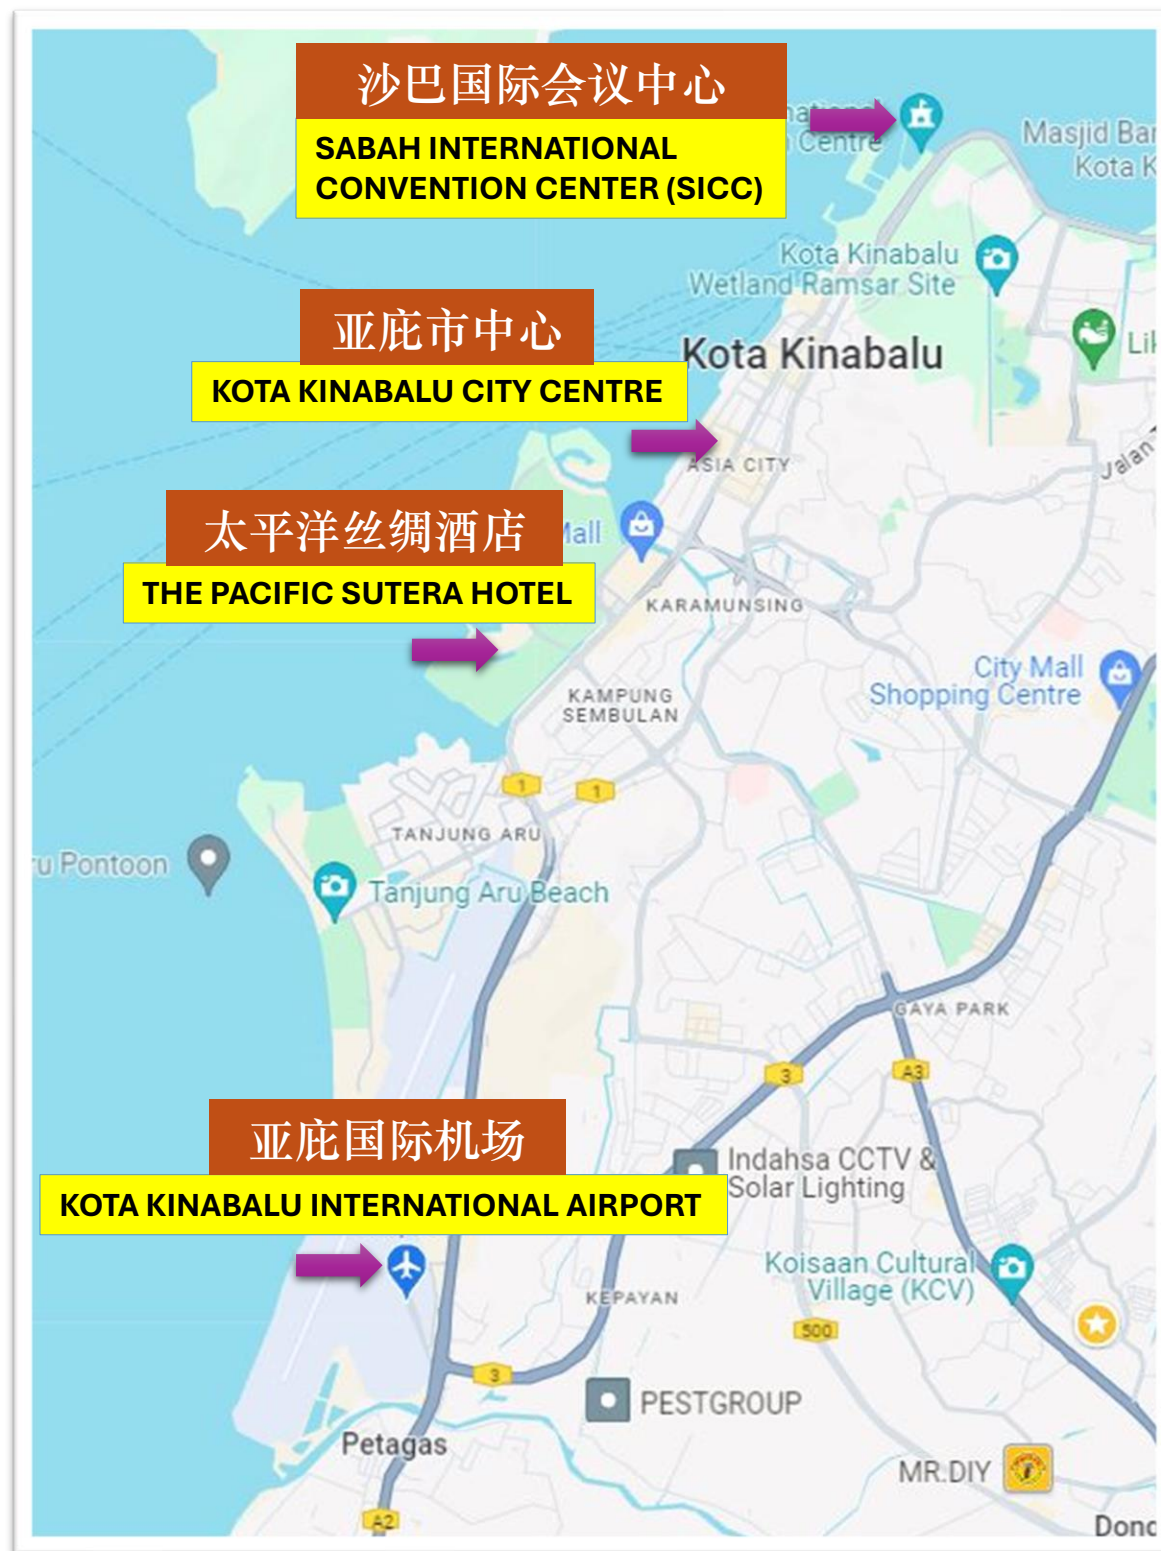 沙巴国际会议中心
SABAH INTERNATIONAL
CONVENTION CENTER (SICC)
Centre
Masjid
Kota
Kota Kinabalu
Wetland Ramsar Site
亚庇市中心
Kota Kinabalu
KOTA KINABALU CITY CENTRE
ASIA CITY
Jalan
太平洋丝绸酒店
Mall
THE PACIFIC SUTERA HOTEL
KARAMUNSING
City Mall
Shopping Centre
KAMPUNG
SEMBULAN
1
1
TANJUNG ARU
Pontoon
Tanjung Aru Beach
GAYA PARK
3
A3
亚庇国际机场
Indahsa CCTV &
Solar Lighting
KOTA KINABALU INTERNATIONAL AIRPORT
Koisaan Cultural
Village (KCV)
KEPAYAN
500
3
PESTGROUP
Petagas
MR.DIY
A2